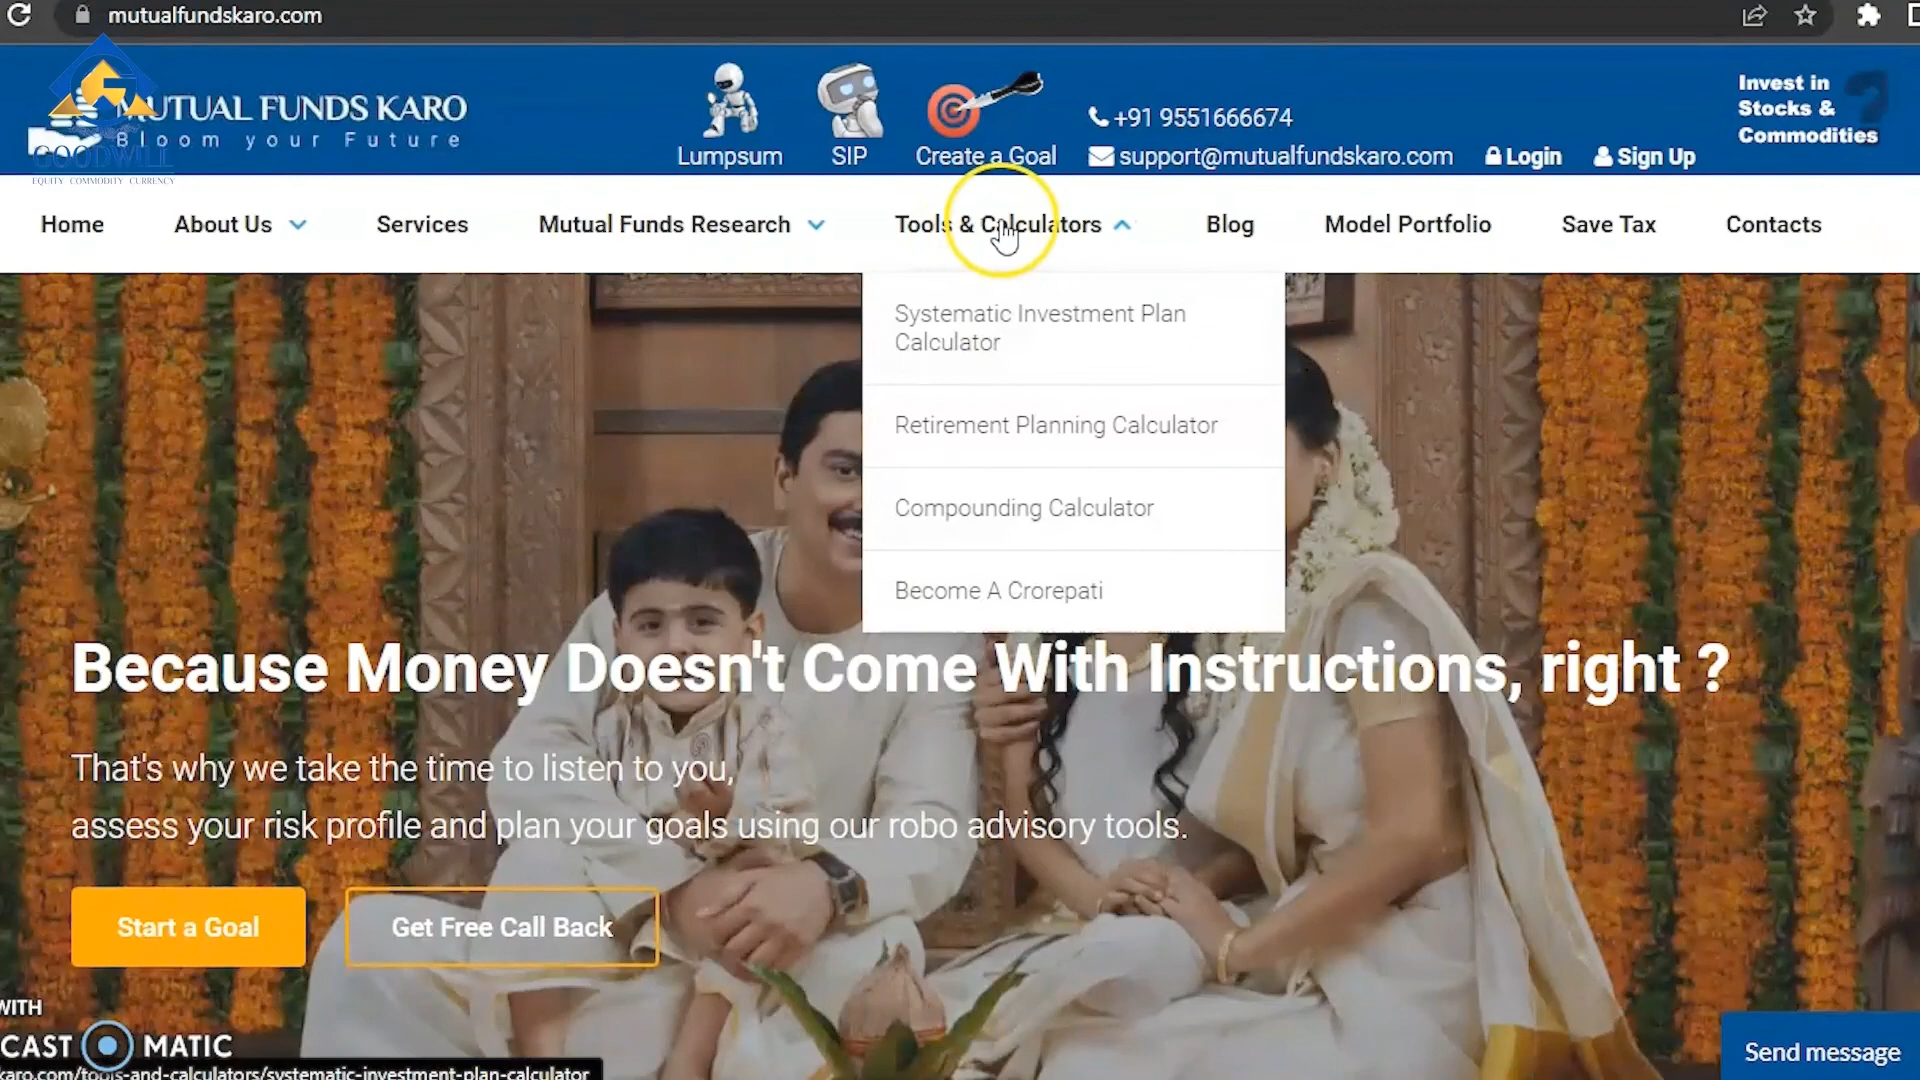 mutualfundskaro.com
MUTUAL FUNDS KARO
Bloom your Future
GOODWILL
EQUITY COMMODITY CURRENCY
Lumpsum
SIP
Create a Goal
+91 9551666674
support@mutualfundskaro.com
Login
Sign Up
Invest in
Stocks &
Commodities
?
Home
About Us
Services
Mutual Funds Research
Tools & Calculators
Blog
Model Portfolio
Save Tax
Contacts
Systematic Investment Plan
Calculator
Retirement Planning Calculator
Compounding Calculator
Become A Crorepati
Because Money Doesn't Come With Instructions, right ?
That's why we take the time to listen to you,
assess your risk profile and plan your goals using our robo advisory tools.
Start a Goal
Get Free Call Back
WITH
CAST MATIC
karo.com/tools-and-calculators/systematic-investment-plan-calculator
Send message